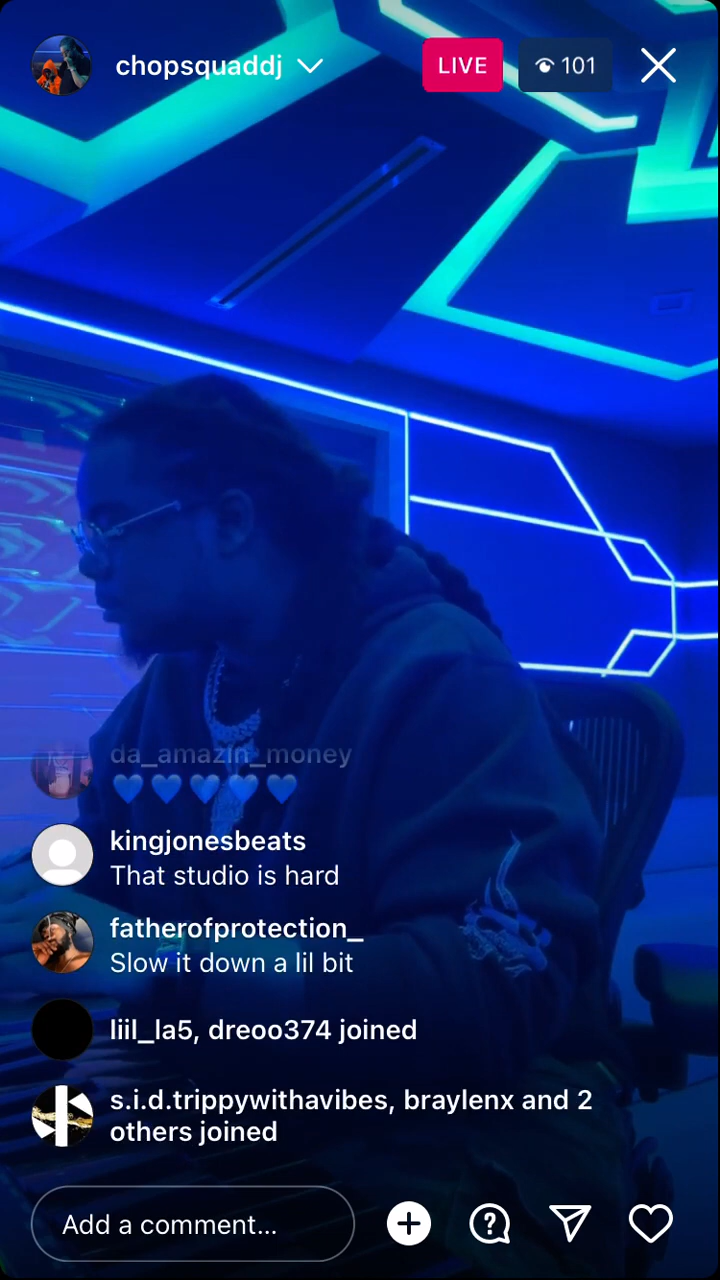 chopsquaddj
LIVE
101
da_amazin_money
💙💙💙💙💙
kingjonesbeats
That studio is hard
fatherofprotection_
Slow it down a lil bit
liil_la5, dreoo374 joined
s.i.d.trippywithavibes, braylenx and 2
others joined
Add a comment...